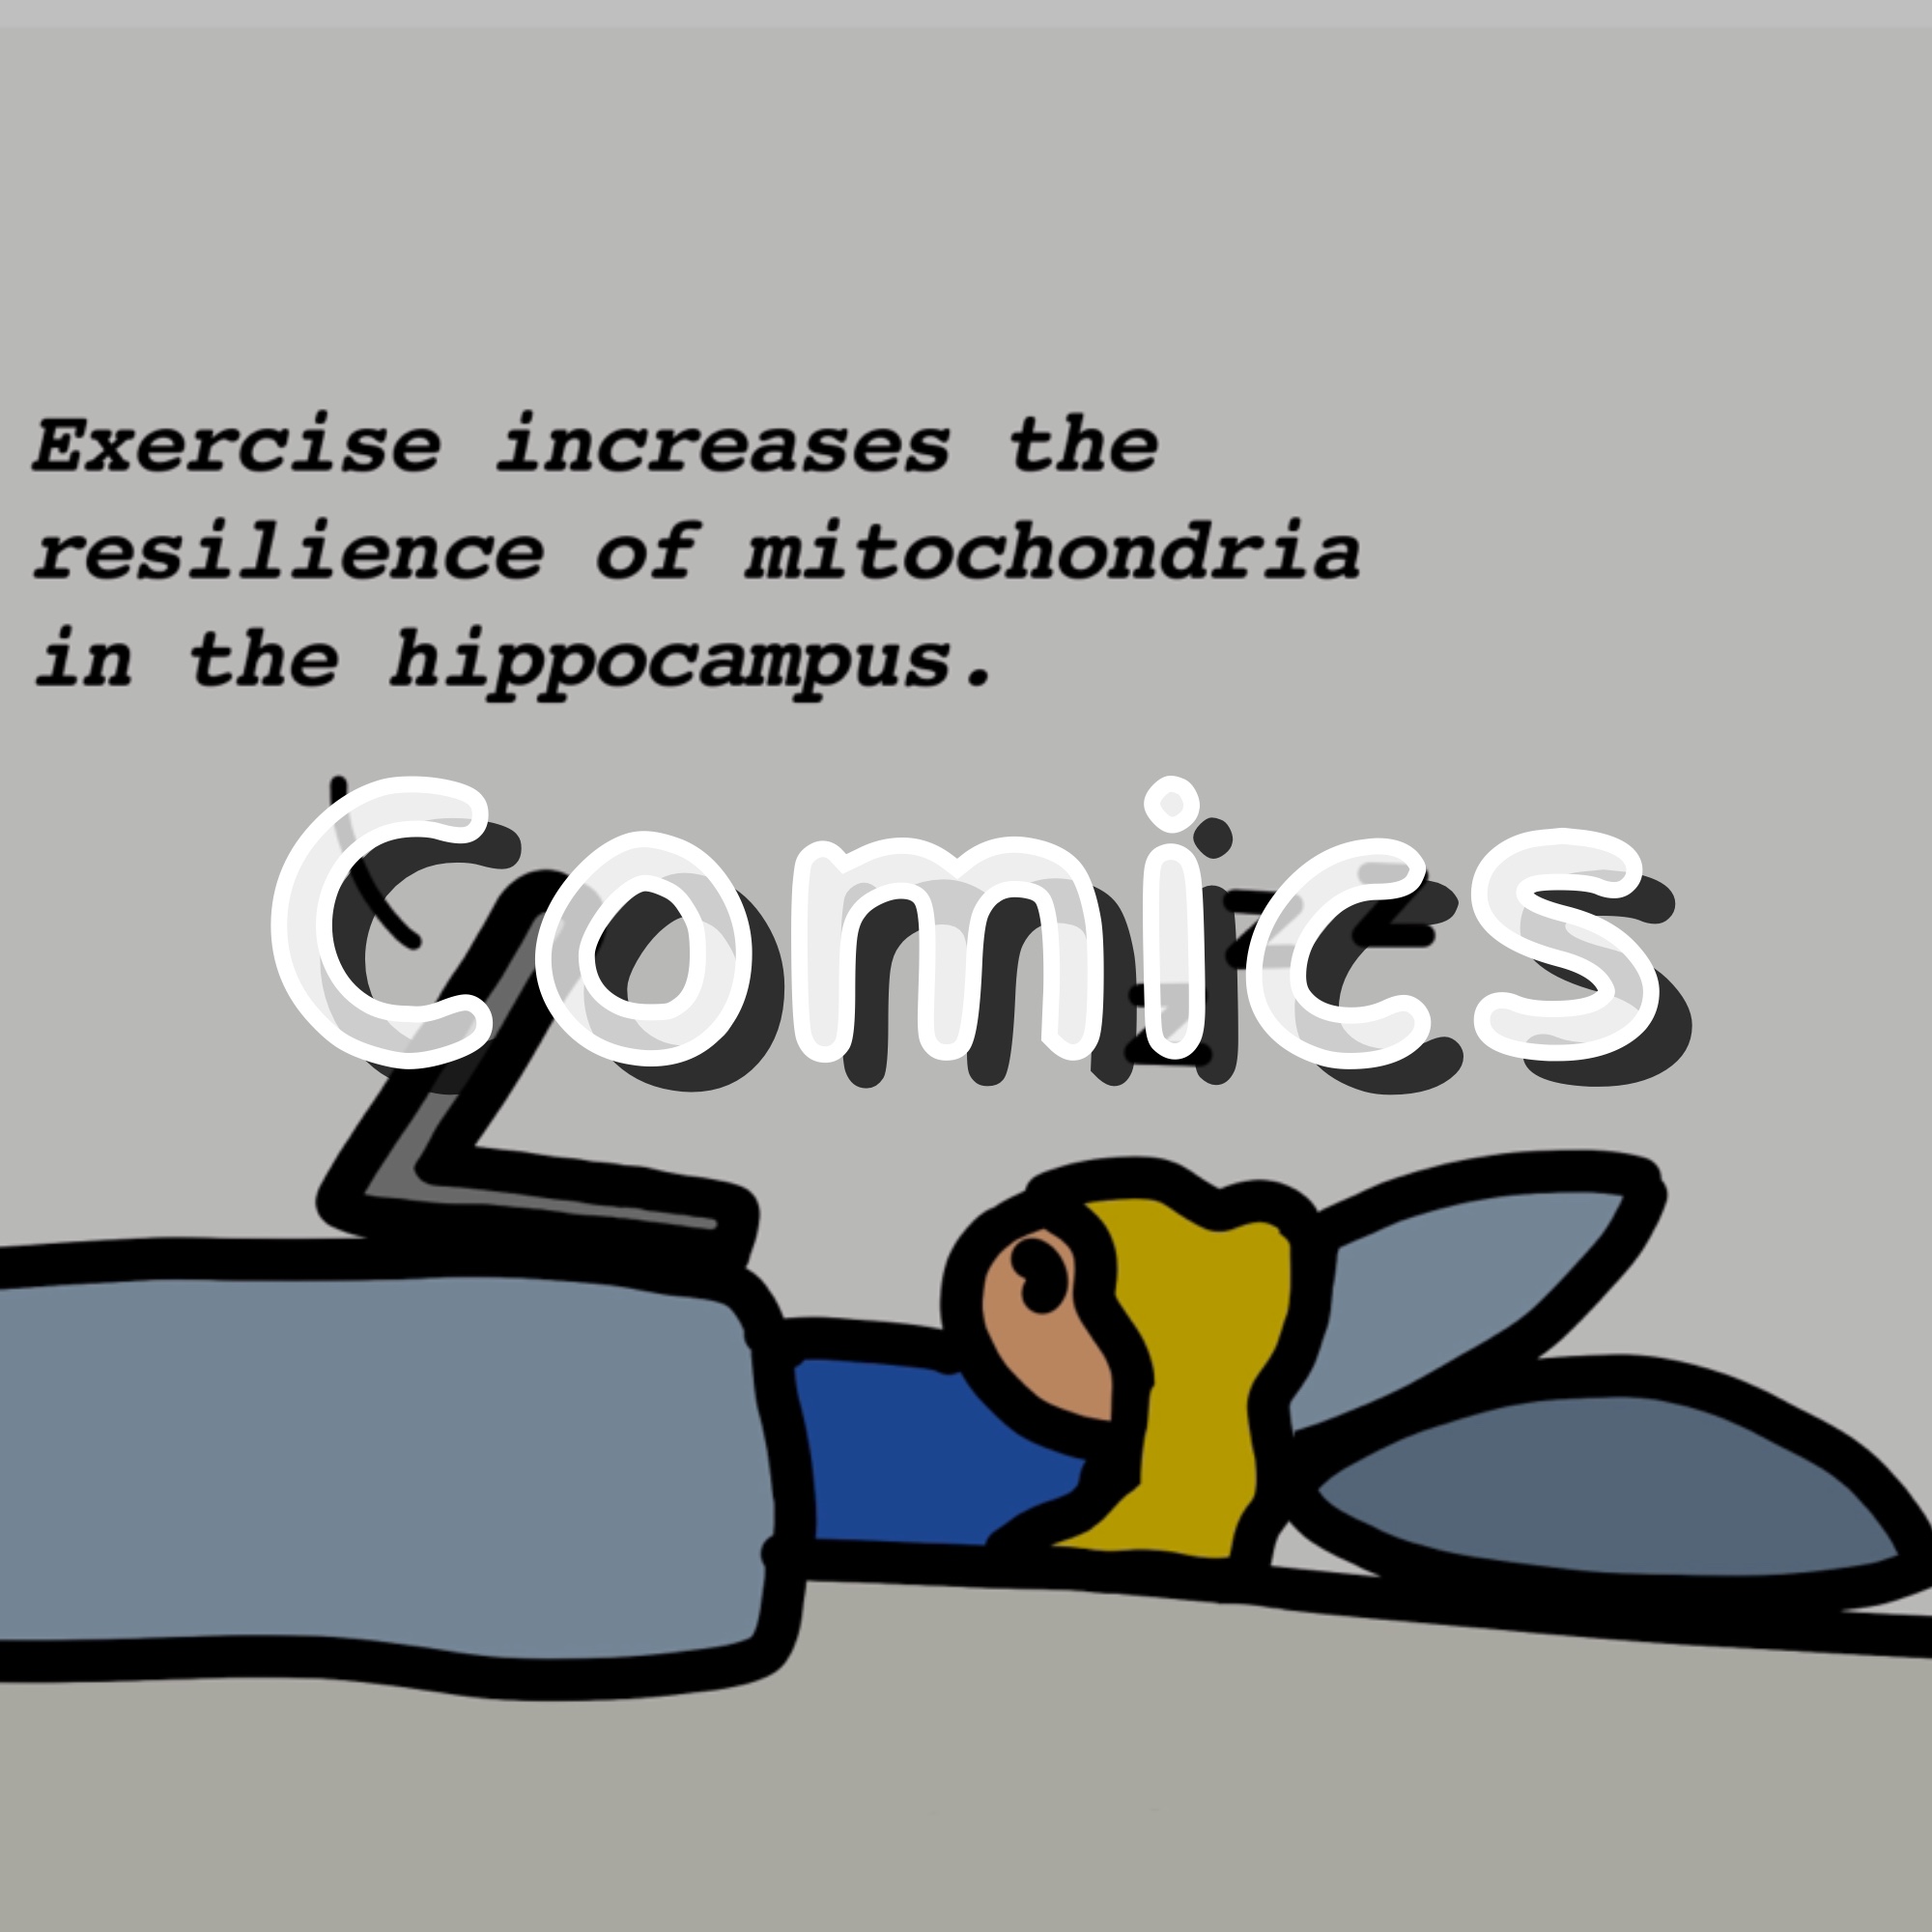 Exercise increases the
resilience of mitochondria
in the hippocampus.
Comics
z z z